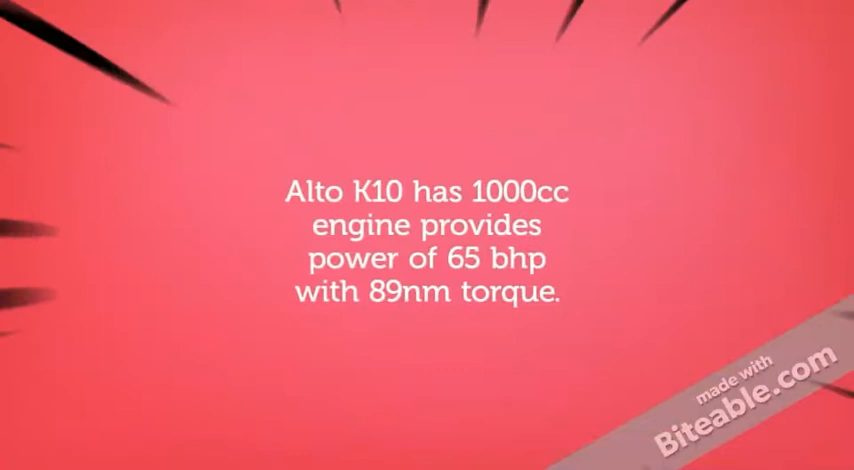 Alto K10 has 1000cc
engine provides
power of 65 bhp
with 89nm torque.
made with
Biteable.com